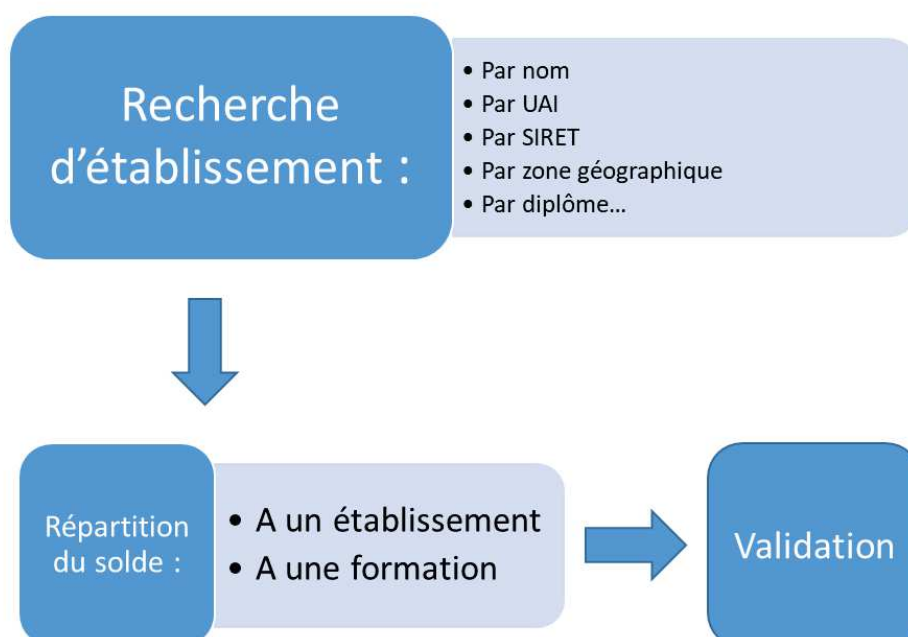 Recherche
d'établissement :
• Par nom
• Par UAI
• Par SIRET
• Par zone géographique
• Par diplôme...
Répartition
du solde :
• A un établissement
• A une formation
Validation